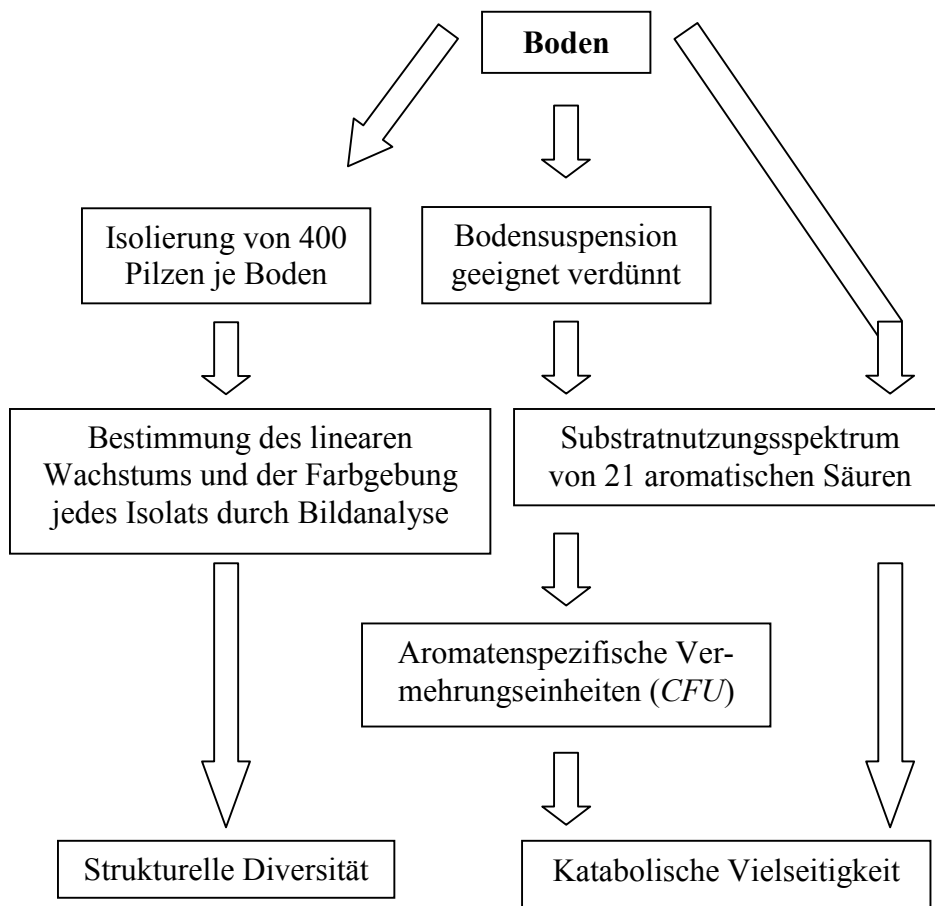 Boden
Isolierung von 400
Pilzen je Boden
Bodensuspension
geeignet verdünnt
Bestimmung des linearen
Wachstums und der Farbgebung
jedes Isolats durch Bildanalyse
Substratnutzungsspektrum
von 21 aromatischen Säuren
Aromatenspezifische Ver-
mehrungseinheiten (CFU)
Strukturelle Diversität
Katabolische Vielseitigkeit